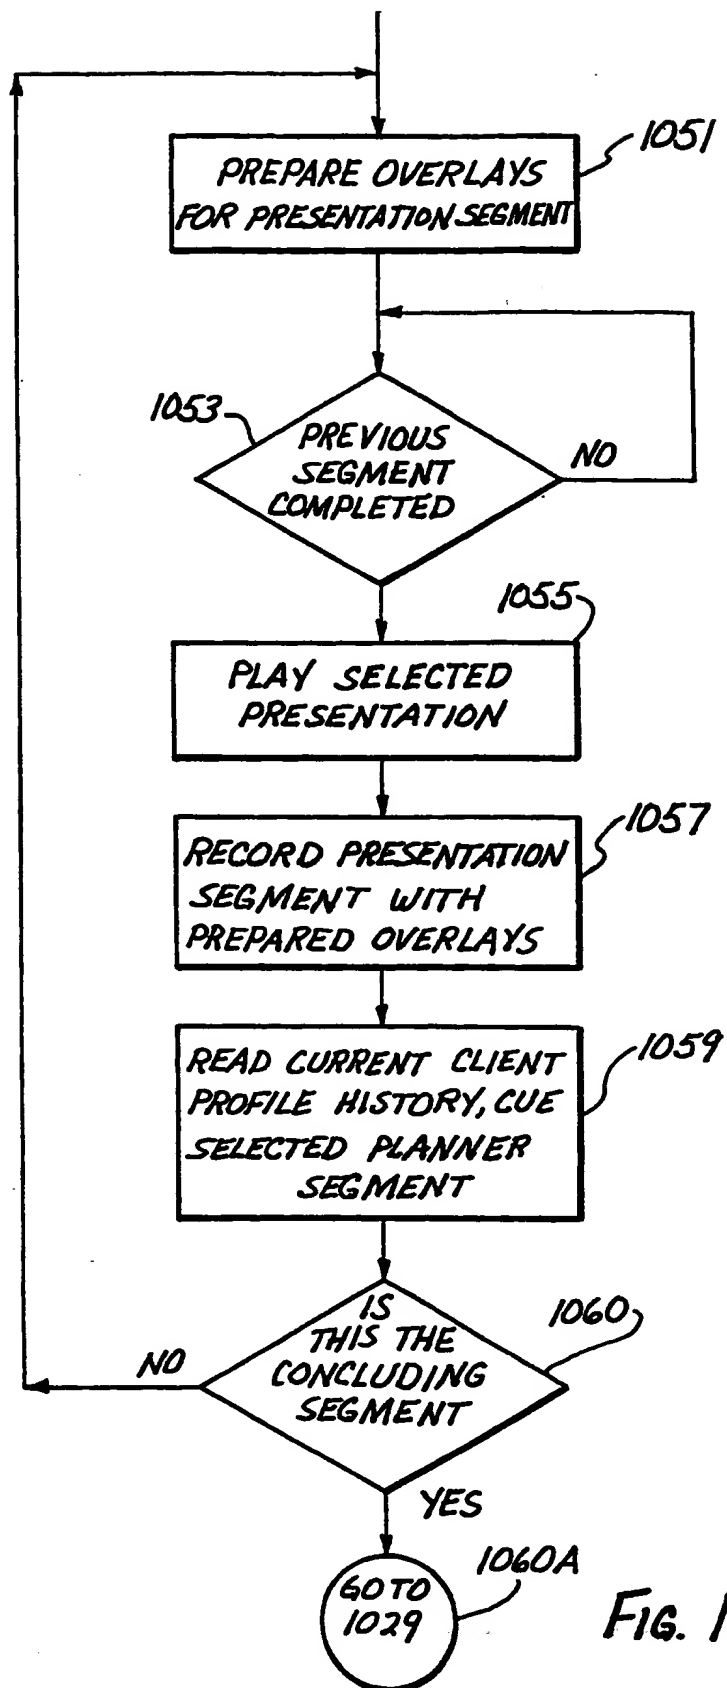 1051
PREPARE OVERLAYS
FOR PRESENTATION SEGMENT
1053
PREVIOUS
SEGMENT
COMPLETED
NO
1055
PLAY SELECTED
PRESENTATION
1057
RECORD PRESENTATION
SEGMENT WITH
PREPARED OVERLAYS
1059
READ CURRENT CLIENT
PROFILE HISTORY, CUE
SELECTED PLANNER
SEGMENT
1060
IS
THIS THE
CONCLUDING
SEGMENT
NO
YES
1060A
GO TO
1029
FIG. 1